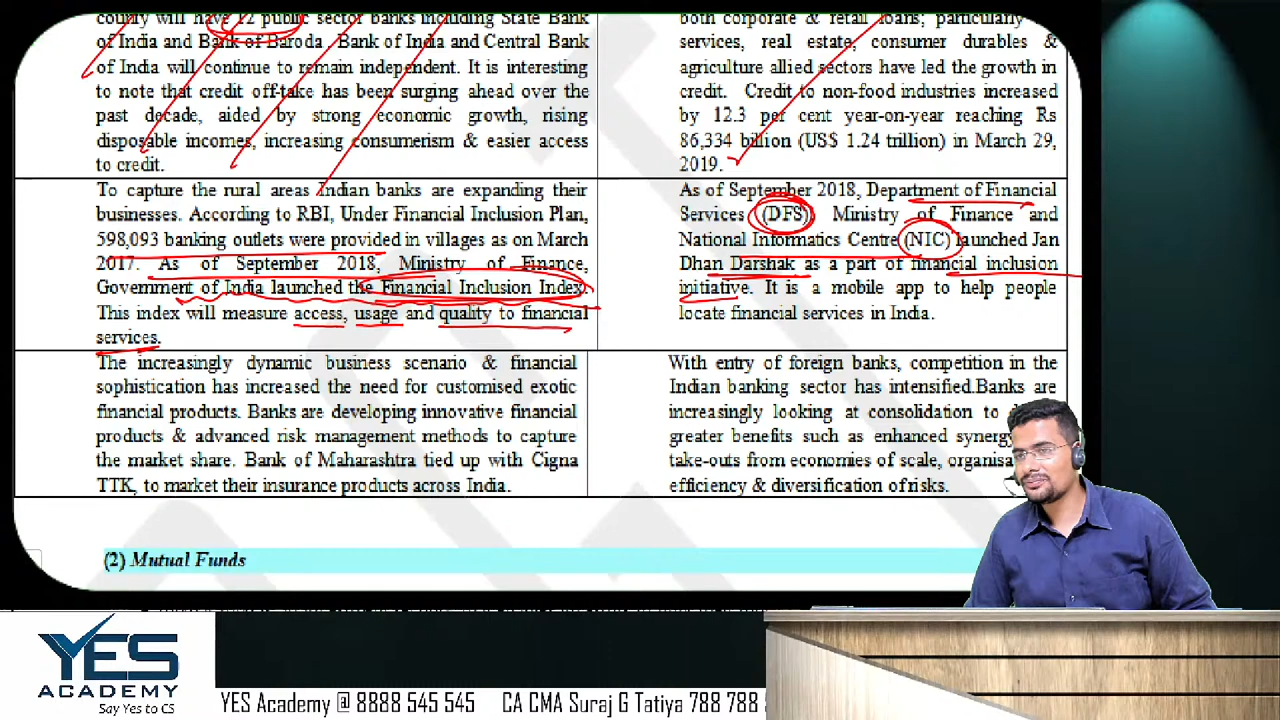 county will have 12 public sector banks including State Bank
of India and Bank of Baroda . Bank of India and Central Bank
of India will continue to remain independent. It is interesting
to note that credit off-take has been surging ahead over the
past decade, aided by strong economic growth, rising
disposable incomes, increasing consumerism & easier access
to credit.
both corporate & retail loans; particularly
services, real estate, consumer durables &
agriculture allied sectors have led the growth in
credit. Credit to non-food industries increased
by 12.3 per cent year-on-year reaching Rs
86,334 billion (US$ 1.24 trillion) in March 29,
2019.
To capture the rural areas Indian banks are expanding their
businesses. According to RBI, Under Financial Inclusion Plan,
598,093 banking outlets were provided in villages as on March
2017. As of September 2018, Ministry of Finance,
Government of India launched the Financial Inclusion Index.
This index will measure access, usage and quality to financial
services.
As of September 2018, Department of Financial
Services (DFS), Ministry of Finance and
National Informatics Centre (NIC) launched Jan
Dhan Darshak as a part of financial inclusion
initiative. It is a mobile app to help people
locate financial services in India.
The increasingly dynamic business scenario & financial
sophistication has increased the need for customised exotic
financial products. Banks are developing innovative financial
products & advanced risk management methods to capture
the market share. Bank of Maharashtra tied up with Cigna
TTK, to market their insurance products across India.
With entry of foreign banks, competition in the
Indian banking sector has intensified.Banks are
increasingly looking at consolidation to
greater benefits such as enhanced
take-outs from economies of scale,
efficiency & diversification of risks.
(2) Mutual Funds
YES
ACADEMY
Say Yes to CS
YES Academy @ 8888 545 545 CA CMA Suraj G Tatiya 788 788